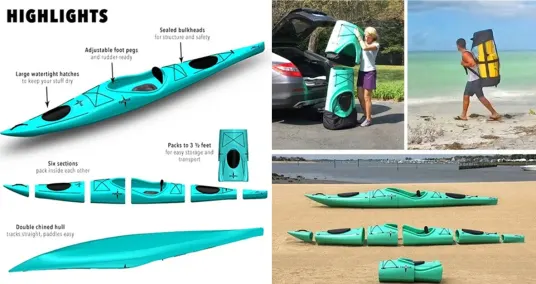 HIGHLIGHTS
Sealed bulkheads
for structure and safety
Adjustable foot pegs
and rudder ready
Large watertight hatches
to keep your stuff dry
Packs to 3 ½ feet
for easy storage and
transport
Six sections
pack inside each other
Double chined hull
tracks straight, paddles easy